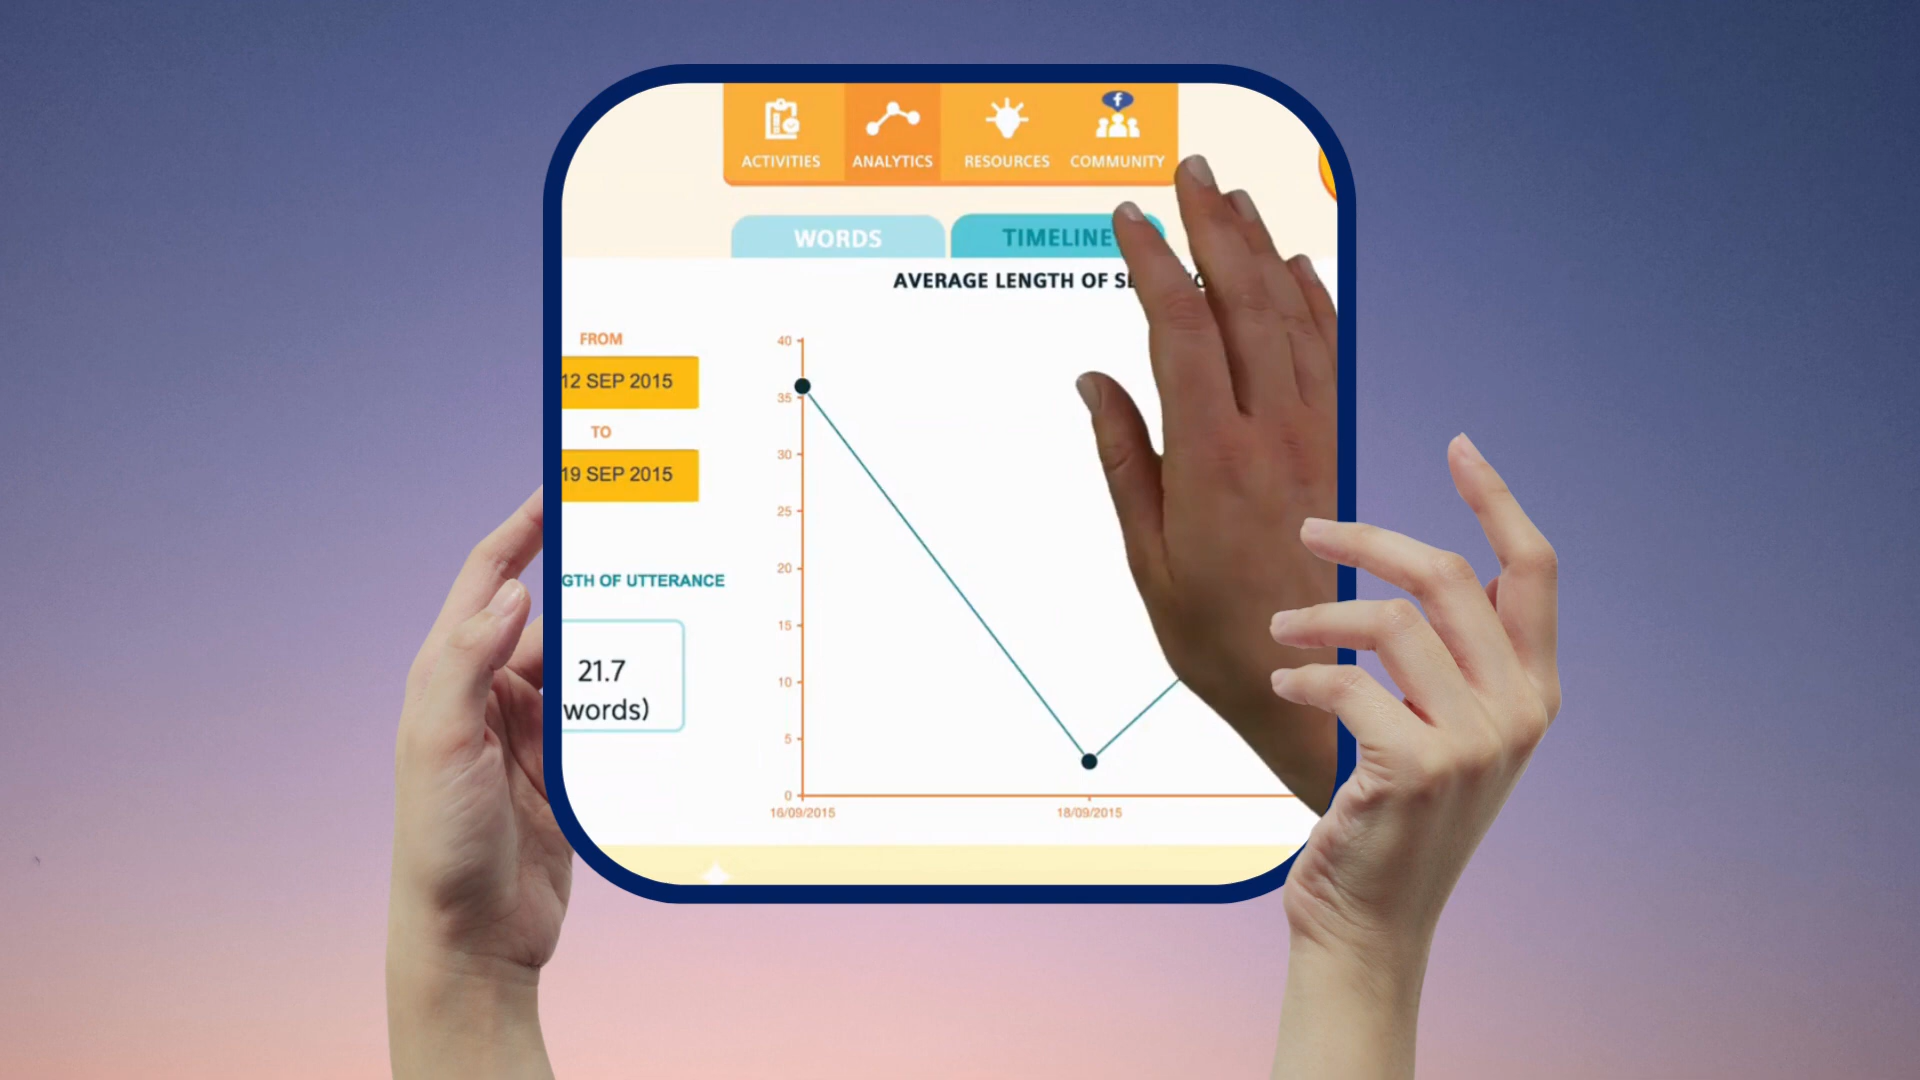 ACTIVITIES ANALYTICS RESOURCES COMMUNITY
WORDS TIMELINE
AVERAGE LENGTH OF
FROM
12 SEP 2015
TO
19 SEP 2015
OF UTTERANCE
21.7
words)
40
35
30
25
20
15
10
5
0
16/09/2015 18/09/2015